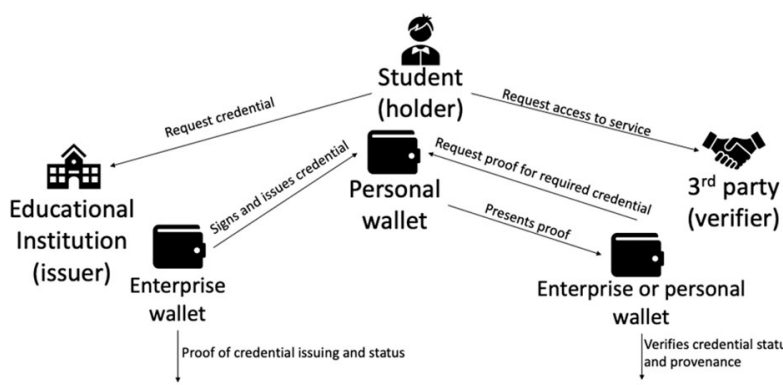 Student
(holder)
Request credential
Request access to service
Educational
Institution
(issuer)
Signs and issues credential
Personal
wallet
Request proof for required credential
3rd party
(verifier)
Presents proof
Enterprise
wallet
Enterprise or personal
wallet
Proof of credential issuing and status
Verifies credential statu
and provenance